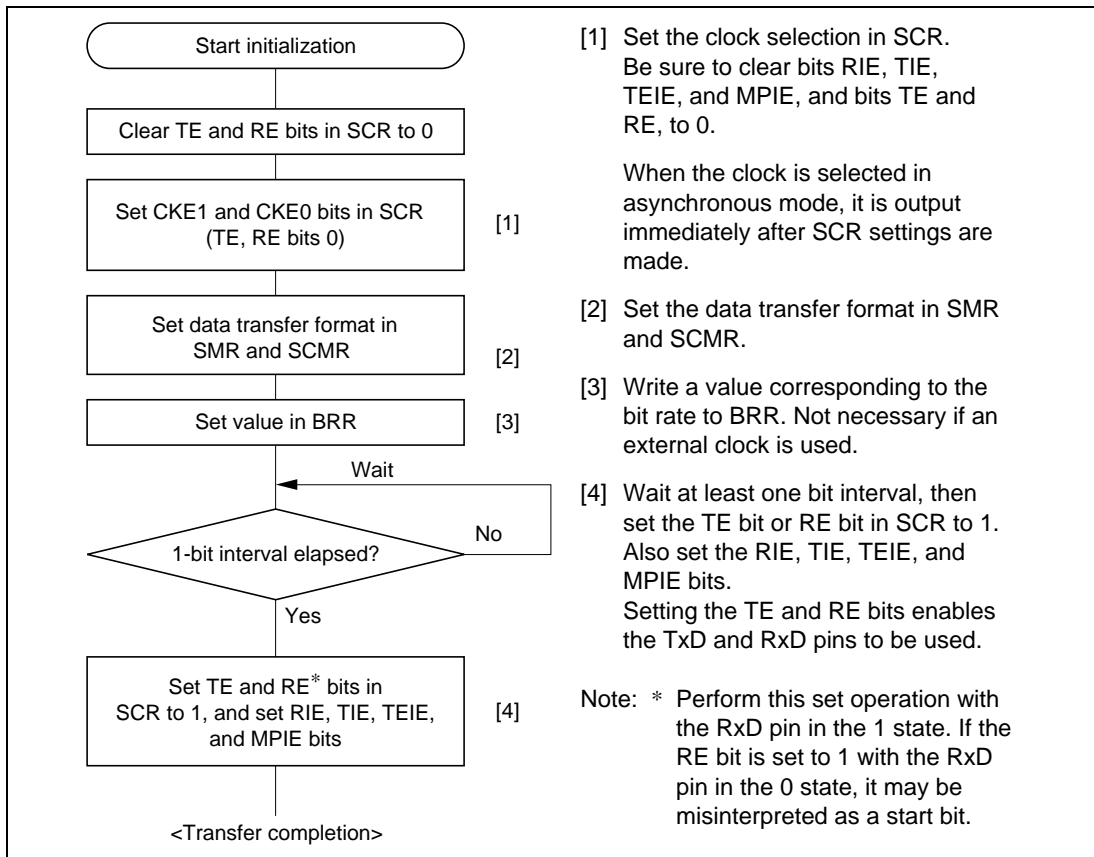 Start initialization
Clear TE and RE bits in SCR to 0
Set CKE1 and CKE0 bits in SCR
(TE, RE bits 0)
[1]
Set data transfer format in
SMR and SCMR
[2]
Set value in BRR
[3]
Wait
No
1-bit interval elapsed?
Yes
Set TE and RE* bits in
SCR to 1, and set RIE, TIE, TEIE,
and MPIE bits
[4]
<Transfer completion>
[1] Set the clock selection in SCR.
Be sure to clear bits RIE, TIE,
TEIE, and MPIE, and bits TE and
RE, to 0.
When the clock is selected in
asynchronous mode, it is output
immediately after SCR settings are
made.
[2] Set the data transfer format in SMR
and SCMR.
[3] Write a value corresponding to the
bit rate to BRR. Not necessary if an
external clock is used.
[4] Wait at least one bit interval, then
set the TE bit or RE bit in SCR to 1.
Also set the RIE, TIE, TEIE, and
MPIE bits.
Setting the TE and RE bits enables
the TxD and RxD pins to be used.
Note: * Perform this set operation with
the RxD pin in the 1 state. If the
RE bit is set to 1 with the RxD
pin in the 0 state, it may be
misinterpreted as a start bit.